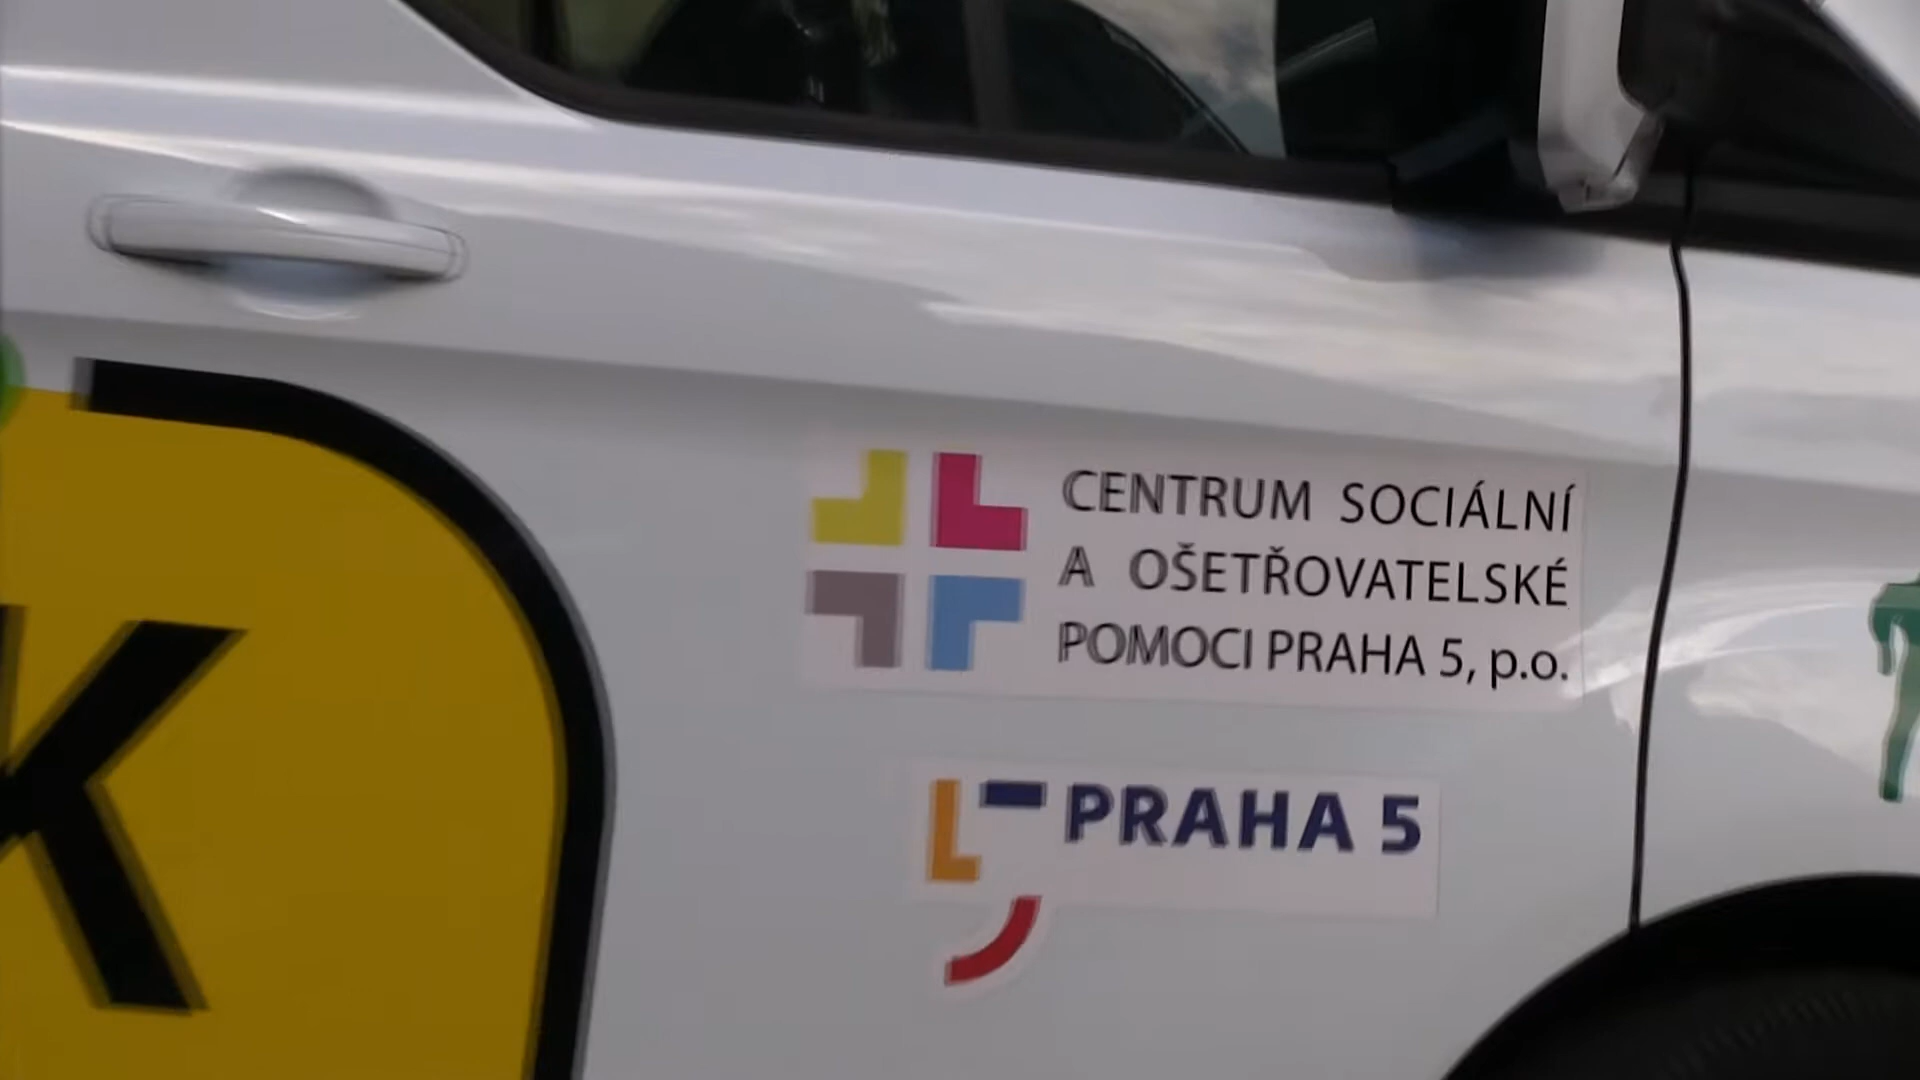 K
CENTRUM SOCIÁLNÍ
A OŠETŘOVATELSKÉ
POMOCI PRAHA 5, p.o.
PRAHA 5